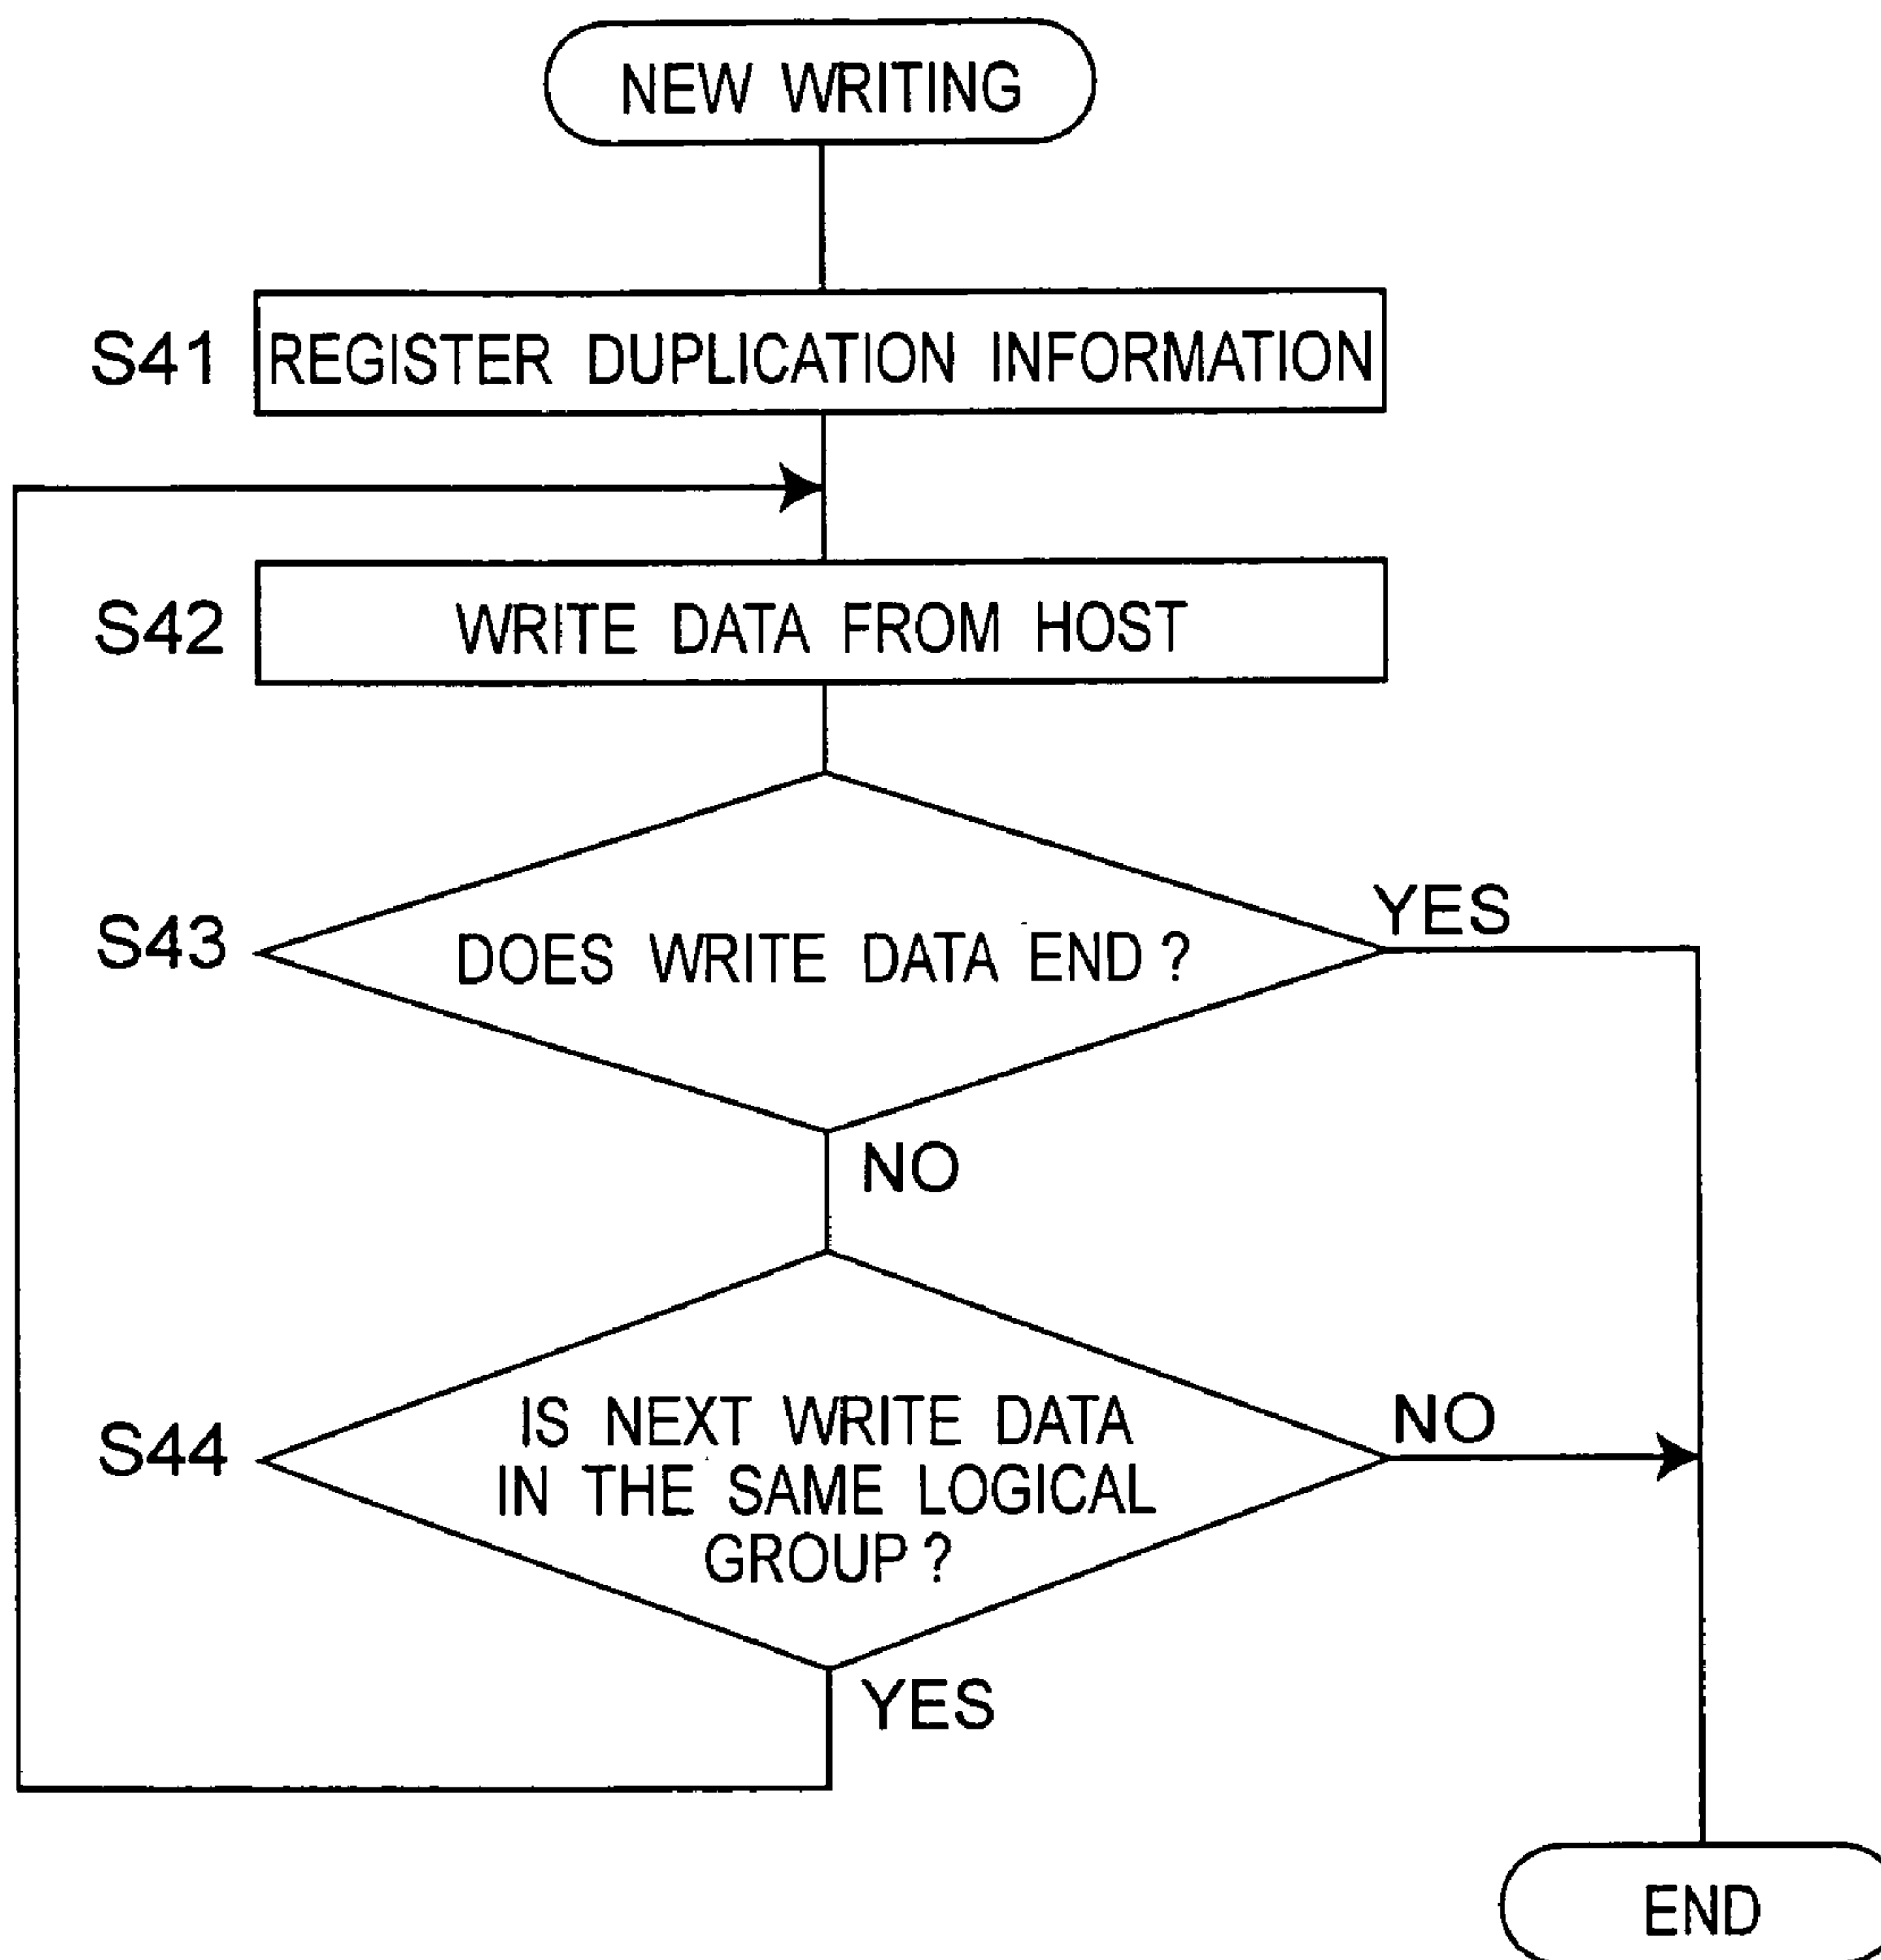 NEW WRITING
S41
REGISTER DUPLICATION INFORMATION
S42
WRITE DATA FROM HOST
S43
DOES WRITE DATA END ?
YES
NO
S44
IS NEXT WRITE DATA
IN THE SAME LOGICAL
GROUP ?
NO
YES
END